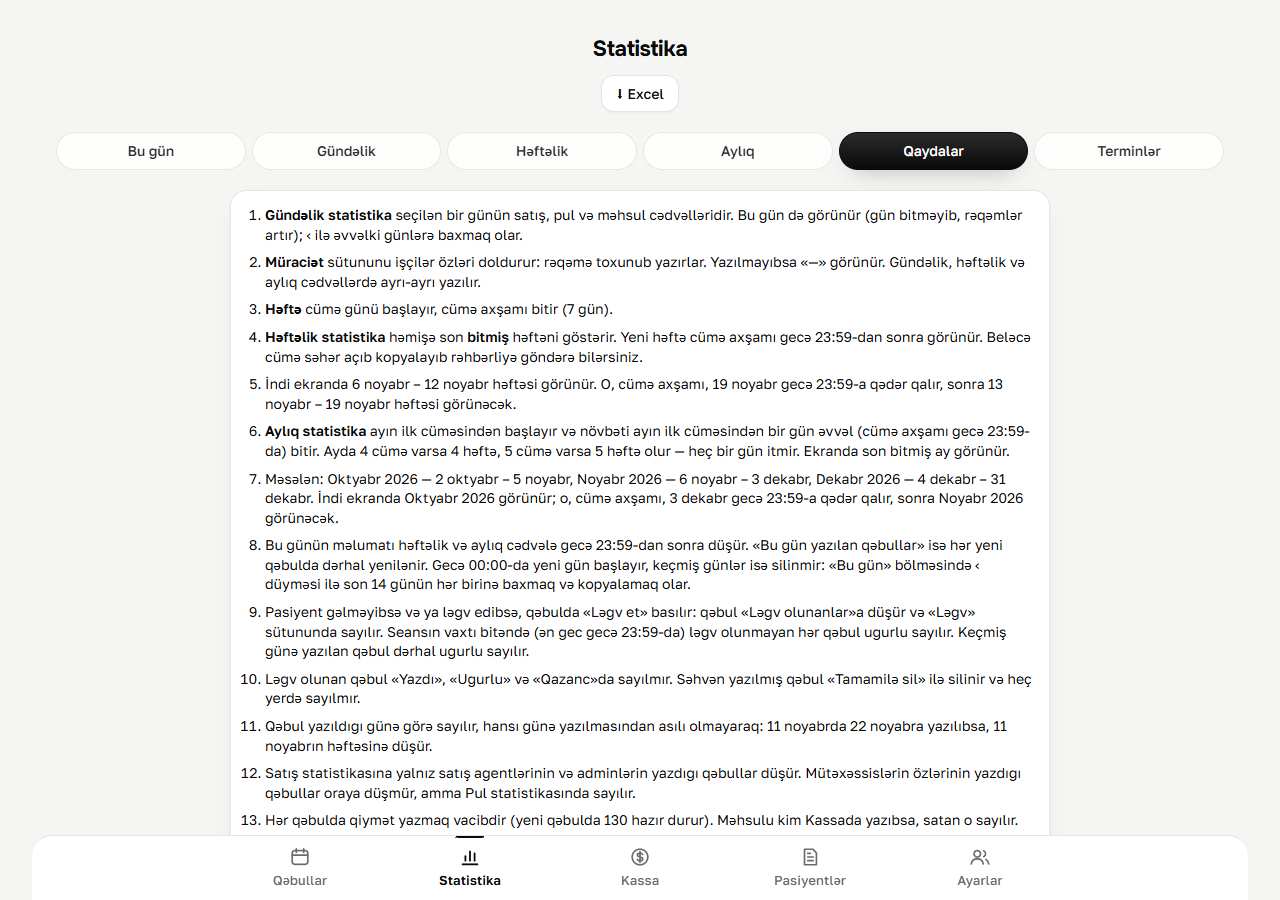 Statistika
⬇ Excel
Bu gün
Gündəlik
Həftəlik
Aylıq
Qaydalar
Terminlər
1. Gündəlik statistika seçilən bir günün satış, pul və məhsul cədvəlləridir. Bu gün də görünür (gün bitməyib, rəqəmlər
artır); ‹ ilə əvvəlki günlərə baxmaq olar.
2. Müraciət sütununu işçilər özləri doldurur: rəqəmə toxunub yazırlar. Yazılmayıbsa «—» görünür. Gündəlik, həftəlik və
aylıq cədvəllərdə ayrı-ayrı yazılır.
3. Həftə cümə günü başlayır, cümə axşamı bitir (7 gün).
4. Həftəlik statistika həmişə son bitmiş həftəni göstərir. Yeni həftə cümə axşamı gecə 23:59-dan sonra görünür. Beləcə
cümə səhər açıb kopyalayıb rəhbərliyə göndərə bilərsiniz.
5. İndi ekranda 6 noyabr – 12 noyabr həftəsi görünür. O, cümə axşamı, 19 noyabr gecə 23:59-a qədər qalır, sonra 13
noyabr – 19 noyabr həftəsi görünəcək.
6. Aylıq statistika ayın ilk cüməsindən başlayır və növbəti ayın ilk cüməsindən bir gün əvvəl (cümə axşamı gecə 23:59-
da) bitir. Ayda 4 cümə varsa 4 həftə, 5 cümə varsa 5 həftə olur — heç bir gün itmir. Ekranda son bitmiş ay görünür.
7. Məsələn: Oktyabr 2026 — 2 oktyabr – 5 noyabr, Noyabr 2026 — 6 noyabr – 3 dekabr, Dekabr 2026 — 4 dekabr – 31
dekabr. İndi ekranda Oktyabr 2026 görünür; o, cümə axşamı, 3 dekabr gecə 23:59-a qədər qalır, sonra Noyabr 2026
görünəcək.
8. Bu günün məlumatı həftəlik və aylıq cədvələ gecə 23:59-dan sonra düşür. «Bu gün yazılan qəbullar» isə hər yeni
qəbulda dərhal yenilənir. Gecə 00:00-da yeni gün başlayır, keçmiş günlər isə silinmir: «Bu gün» bölməsində ‹
düyməsi ilə son 14 günün hər birinə baxmaq və kopyalamaq olar.
9. Pasiyent gəlməyibsə və ya ləgv edibsə, qəbulda «Ləgv et» basılır: qəbul «Ləgv olunanlar»a düşür və «Ləgv»
sütununda sayılır. Seansın vaxtı bitəndə (ən gec gecə 23:59-da) ləgv olunmayan hər qəbul ugurlu sayılır. Keçmiş
günə yazılan qəbul dərhal ugurlu sayılır.
10. Ləgv olunan qəbul «Yazdı», «Ugurlu» və «Qazanc»da sayılmır. Səhvən yazılmış qəbul «Tamamilə sil» ilə silinir və heç
yerdə sayılmır.
11. Qəbul yazıldıgı günə görə sayılır, hansı günə yazılmasından asılı olmayaraq: 11 noyabrda 22 noyabra yazılıbsa, 11
noyabrın həftəsinə düşür.
12. Satış statistikasına yalnız satış agentlərinin və adminlərin yazdıgı qəbullar düşür. Mütəxəssislərin özlərinin yazdıgı
qəbullar oraya düşmür, amma Pul statistikasında sayılır.
13. Hər qəbulda qiymət yazmaq vacibdir (yeni qəbulda 130 hazır durur). Məhsulu kim Kassada yazıbsa, satan o sayılır.
Qəbullar
Statistika
Kassa
Pasiyentlər
Ayarlar